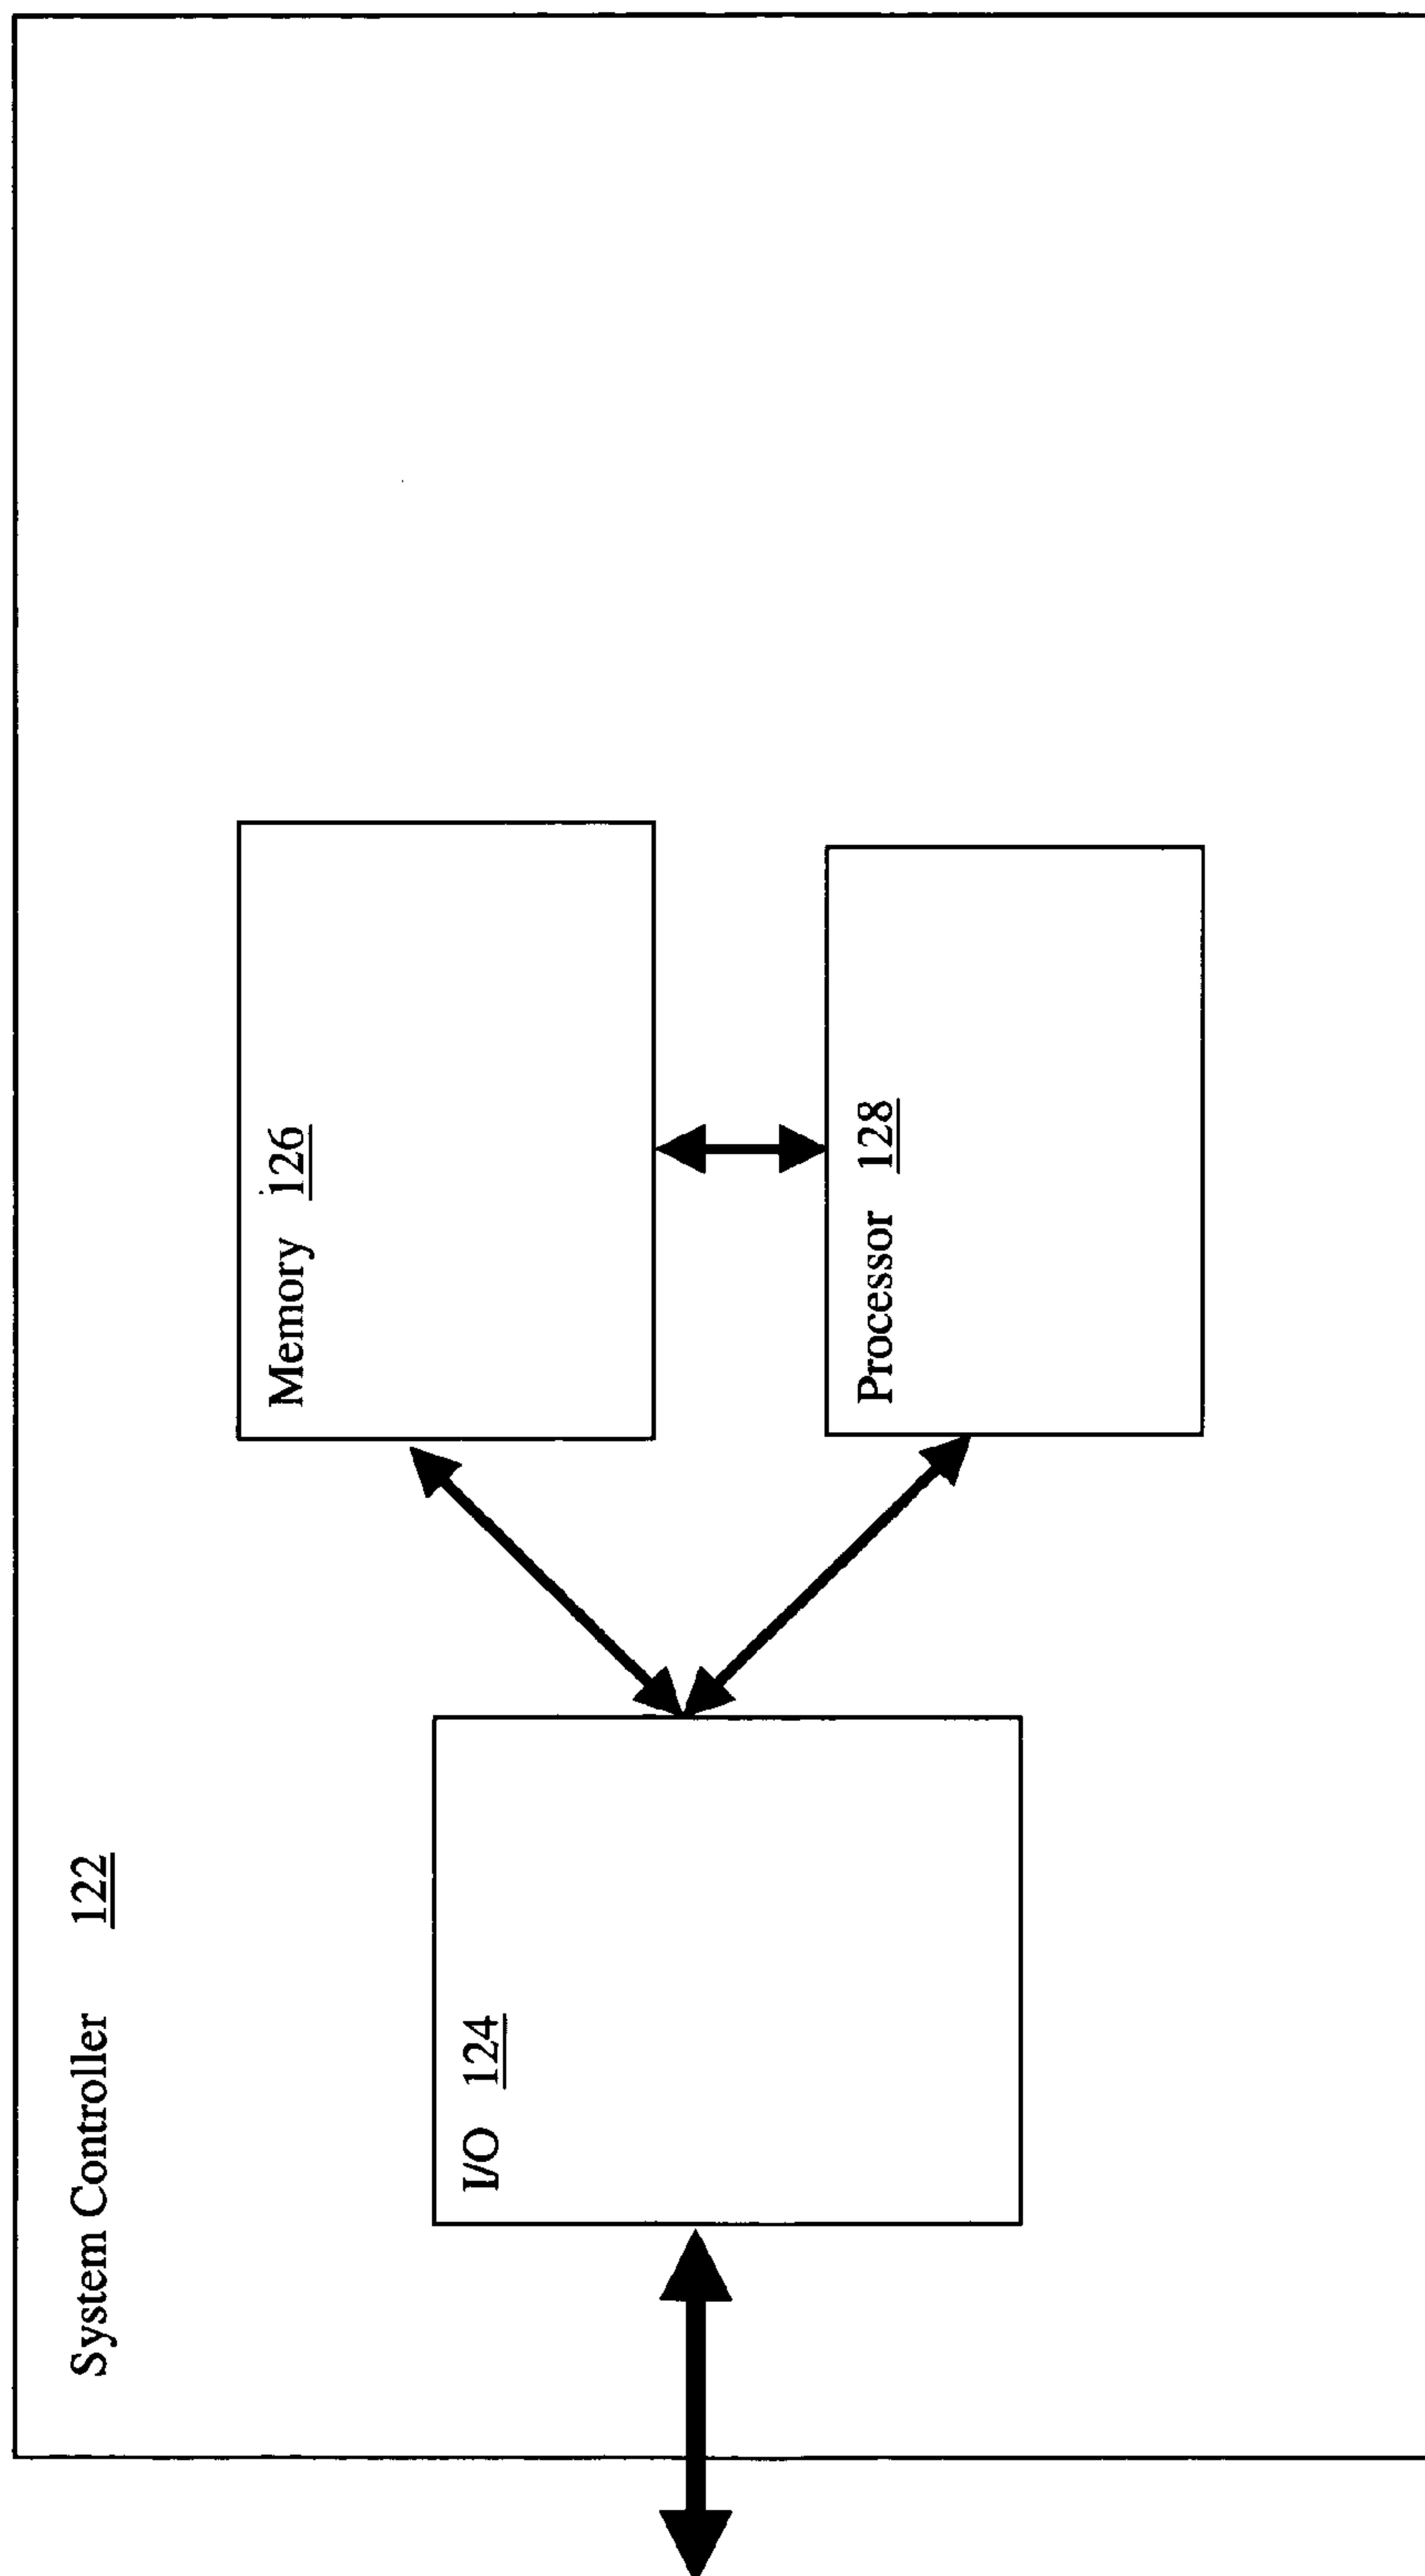 System Controller 122
I/O 124
Memory 126
Processor 128